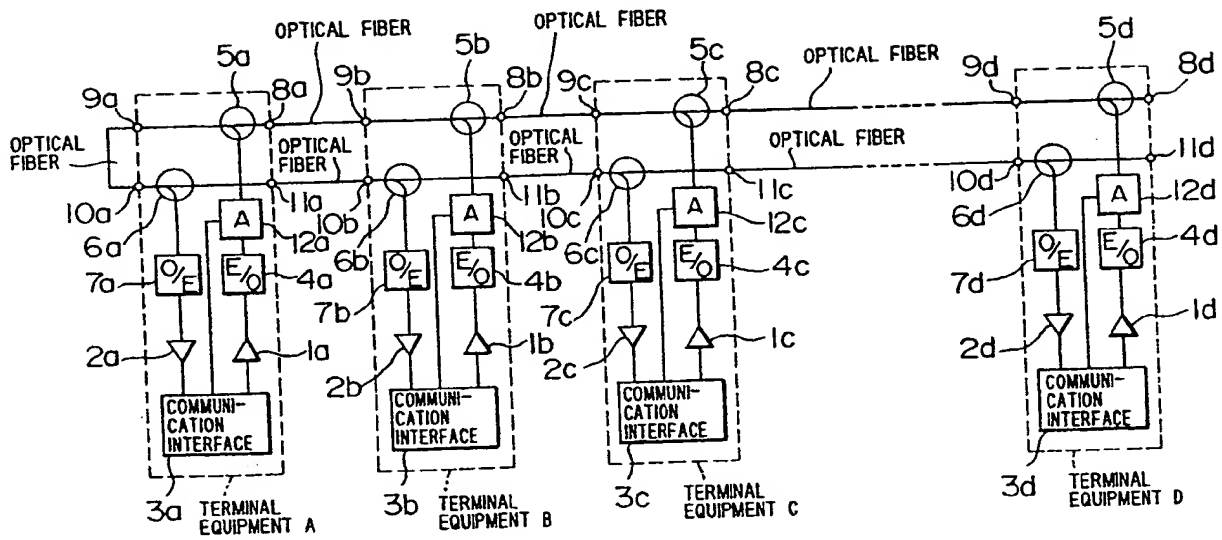 OPTICAL FIBER
OPTICAL FIBER
5a
5b
5c
5d
OPTICAL FIBER
9a
8a
9b
8b
9c
8c
9d
8d
OPTICAL
FIBER
OPTICAL
FIBER
OPTICAL
FIBER
OPTICAL FIBER
10a
11a
10b
11b
10c
11c
10d
11d
6a
A
12a
6b
A
12b
6c
A
12c
6d
A
12d
7a
O/E
E/O
4a
7b
O/E
E/O
4b
7c
O/E
E/O
4c
7d
O/E
E/O
4d
2a
1a
2b
1b
2c
1c
2d
1d
COMMUNI-
CATION
INTERFACE
COMMUNI-
CATION
INTERFACE
COMMUNI-
CATION
INTERFACE
COMMUNI-
CATION
INTERFACE
3a
TERMINAL
EQUIPMENT A
3b
TERMINAL
EQUIPMENT B
3c
TERMINAL
EQUIPMENT C
3d
TERMINAL
EQUIPMENT D